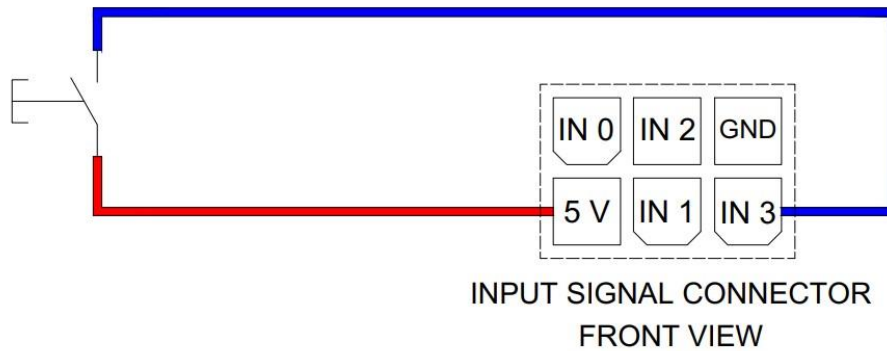 IN 0 IN 2 GND
5 V IN 1 IN 3
INPUT SIGNAL CONNECTOR
FRONT VIEW